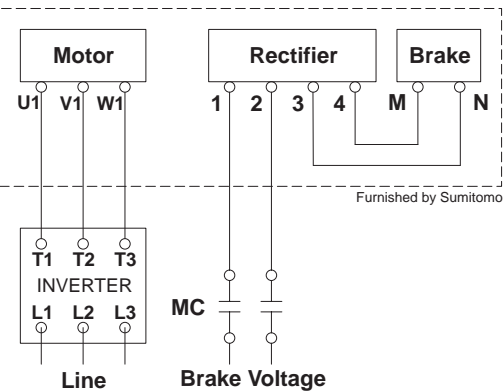 Motor Rectifier Brake
U1 V1 W1 1 2 3 4 M N
Furnished by Sumitomo
T1 T2 T3
INVERTER
L1 L2 L3
MC
Line Brake Voltage